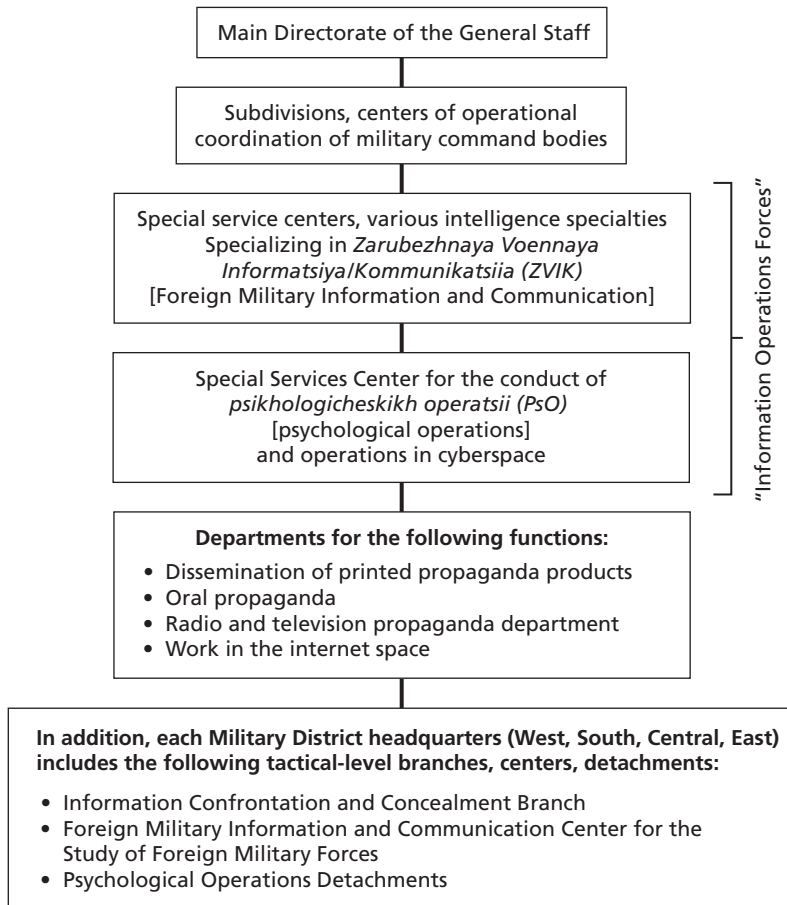 Main Directorate of the General Staff
Subdivisions, centers of operational
coordination of military command bodies
Special service centers, various intelligence specialties
Specializing in Zarubezhnaya Voennaya
Informatsiya/Kommunikatsiia (ZVIK)
[Foreign Military Information and Communication]
Special Services Center for the conduct of
psikhologicheskikh operatsii (PsO)
[psychological operations]
and operations in cyberspace
"Information Operations Forces"
Departments for the following functions:
• Dissemination of printed propaganda products
• Oral propaganda
• Radio and television propaganda department
• Work in the internet space
In addition, each Military District headquarters (West, South, Central, East)
includes the following tactical-level branches, centers, detachments:
• Information Confrontation and Concealment Branch
• Foreign Military Information and Communication Center for the
Study of Foreign Military Forces
• Psychological Operations Detachments